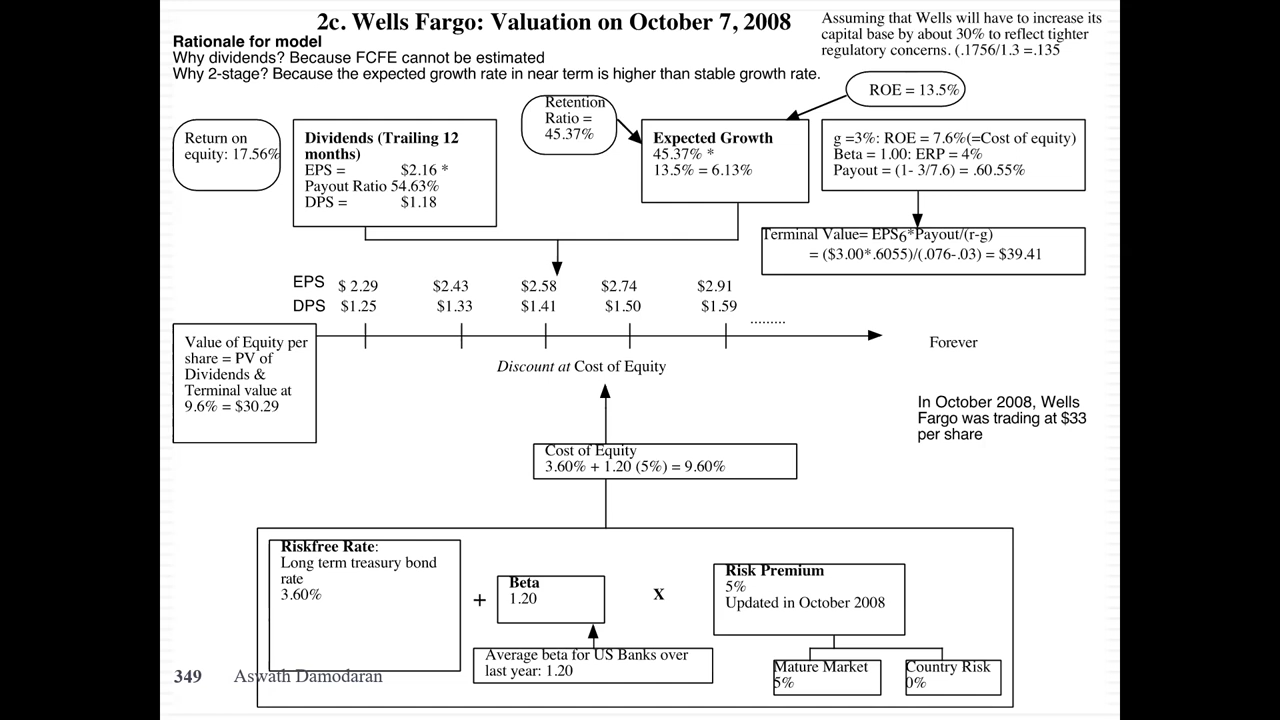 2c. Wells Fargo: Valuation on October 7, 2008
Assuming that Wells will have to increase its
capital base by about 30% to reflect tighter
regulatory concerns. (.1756/1.3 =.135
Rationale for model
Why dividends? Because FCFE cannot be estimated
Why 2-stage? Because the expected growth rate in near term is higher than stable growth rate.
ROE = 13.5%
Retention
Ratio =
45.37%
Return on
equity: 17.56%
Dividends (Trailing 12
months)
EPS = $2.16 *
Payout Ratio 54.63%
DPS = $1.18
Expected Growth
45.37% *
13.5% = 6.13%
g =3%: ROE = 7.6%(=Cost of equity)
Beta = 1.00: ERP = 4%
Payout = (1- 3/7.6) = .60.55%
Terminal Value= EPS6*Payout/(r-g)
= ($3.00*.6055)/(.076-.03) = $39.41
EPS $ 2.29 $2.43 $2.58 $2.74 $2.91
DPS $1.25 $1.33 $1.41 $1.50 $1.59
.........
Forever
Value of Equity per
share = PV of
Dividends &
Terminal value at
9.6% = $30.29
Discount at Cost of Equity
In October 2008, Wells
Fargo was trading at $33
per share
Cost of Equity
3.60% + 1.20 (5%) = 9.60%
Riskfree Rate:
Long term treasury bond
rate
3.60%
+
Beta
1.20
X
Risk Premium
5%
Updated in October 2008
Average beta for US Banks over
last year: 1.20
Mature Market
5%
Country Risk
0%
349 Aswath Damodaran